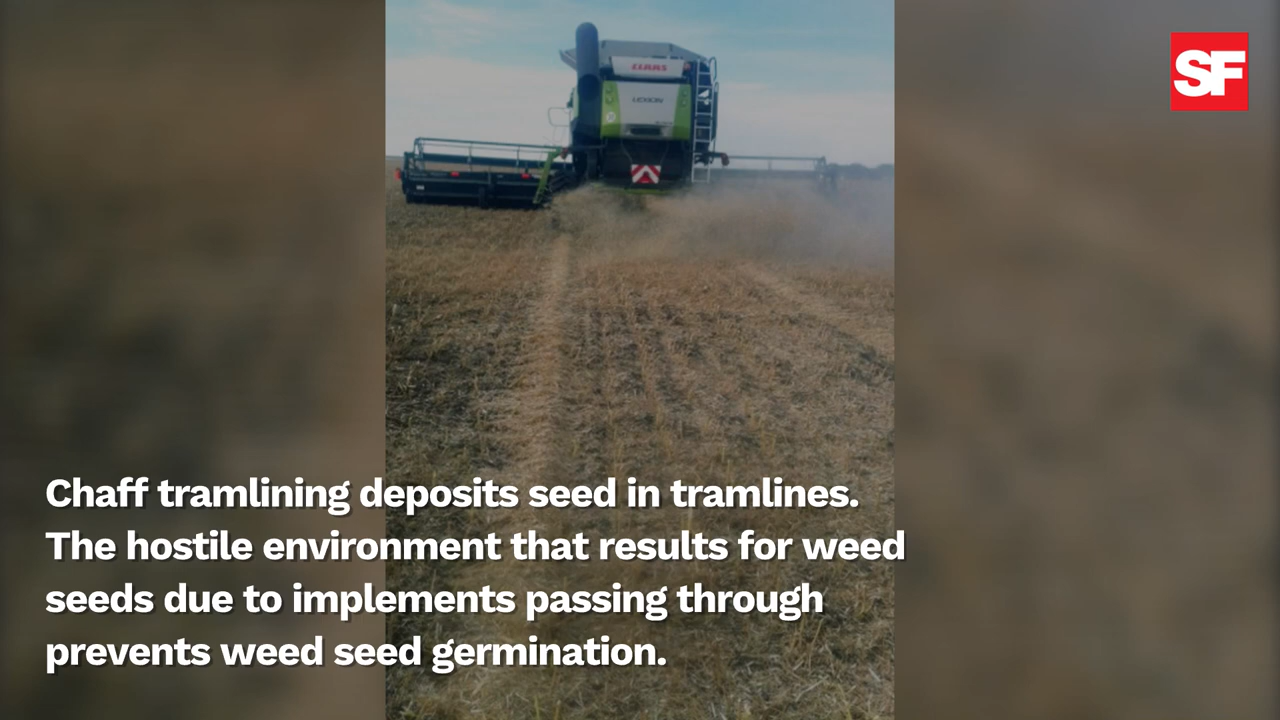 SF
CLAAS
LEXION
Chaff tramlining deposits seed in tramlines.
The hostile environment that results for weed
seeds due to implements passing through
prevents weed seed germination.